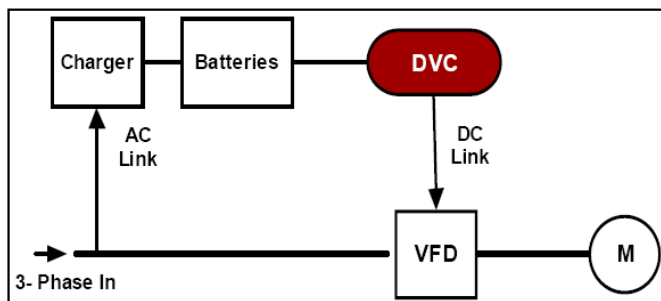 Charger
Batteries
DVC
AC
Link
DC
Link
3- Phase In
VFD
M